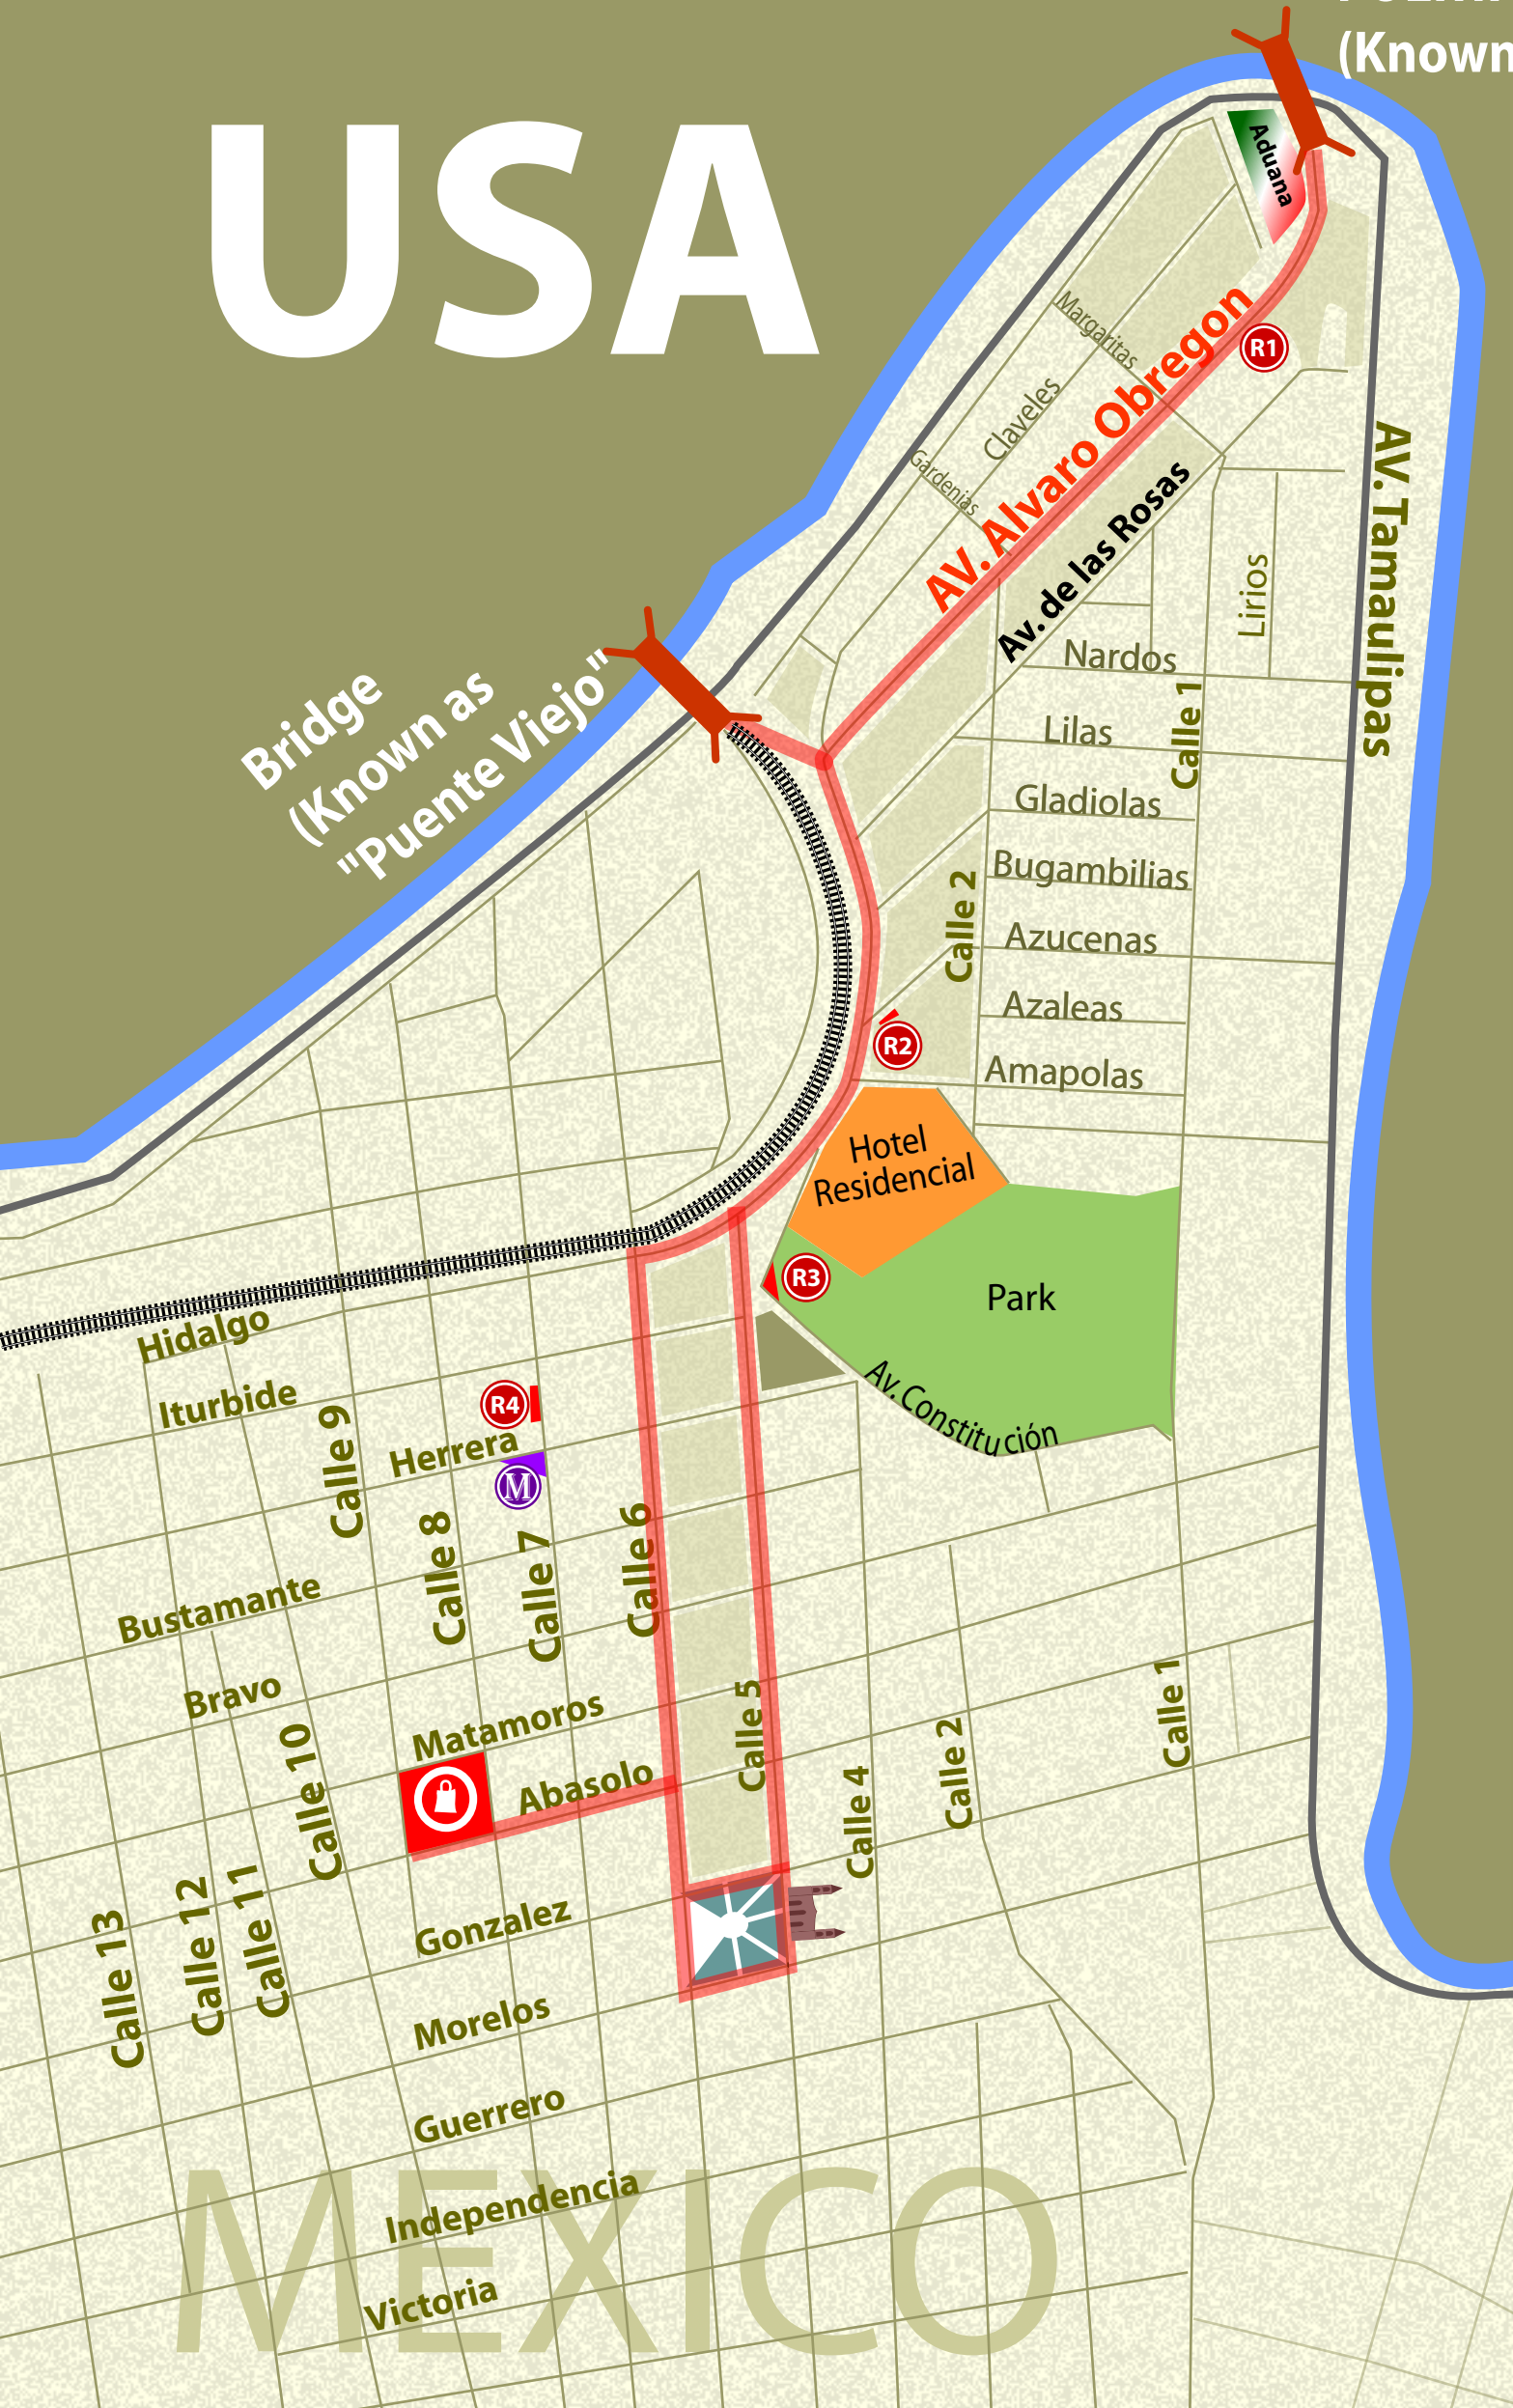 (Known
USA
Aduana
Margaritas
R1
Claveles
AV. Alvaro Obregon
Gardenias
Av. de las Rosas
AV. Tamaulipas
Lirios
Nardos
Bridge
(Known as
"Puente Viejo"
Lilas
Calle 1
Gladiolas
Bugambilias
Calle 2
Azucenas
Azaleas
R2
Amapolas
Hotel
Residencial
R3
Park
Hidalgo
Iturbide
R4
Av. Constitución
Herrera
Calle 9
M
Calle 8
Calle 7
Calle 6
Bustamante
Bravo
Matamoros
Calle 5
Calle 1
Calle 10
Abasolo
Calle 2
Calle 4
Gonzalez
Calle 13
Calle 12
Calle 11
Morelos
Guerrero
MEXICO
Independencia
Victoria